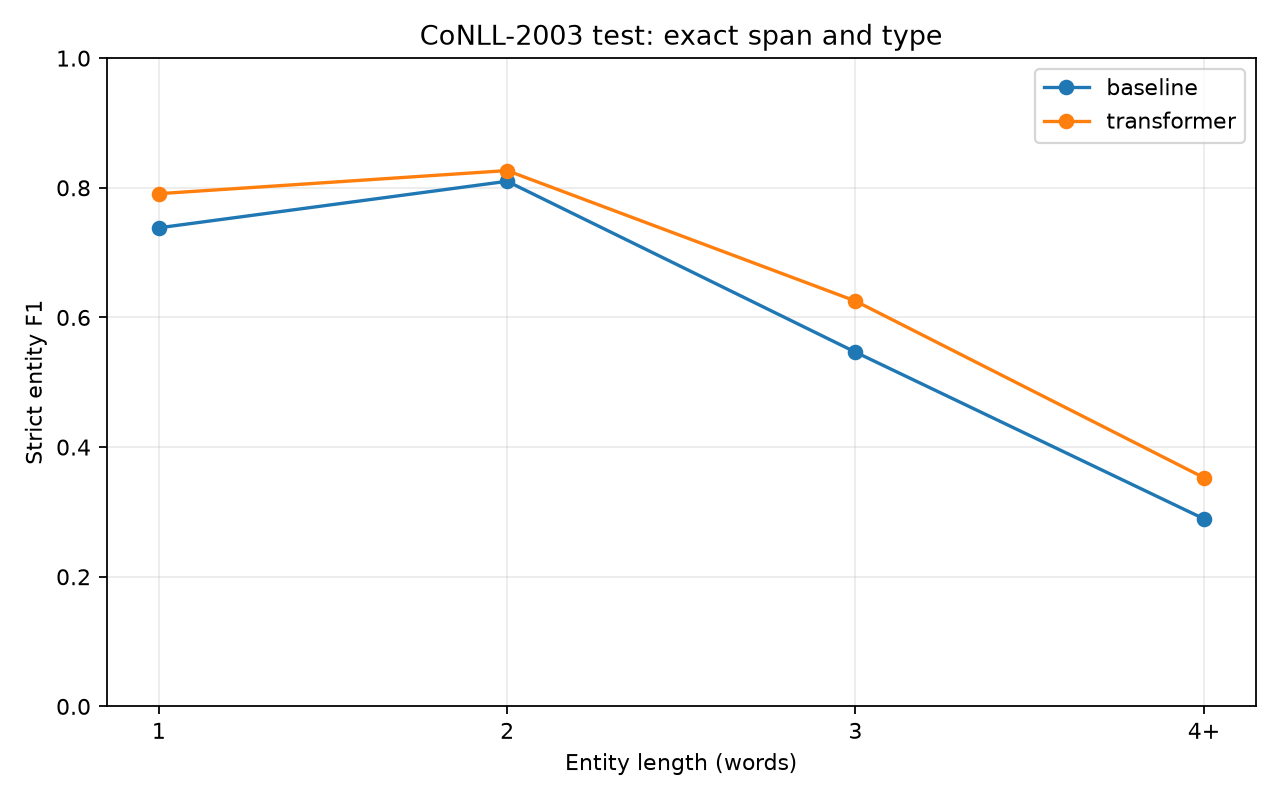 CoNLL-2003 test: exact span and type
baseline
transformer
Strict entity F1
1.0
0.8
0.6
0.4
0.2
0.0
1
2
3
4+
Entity length (words)